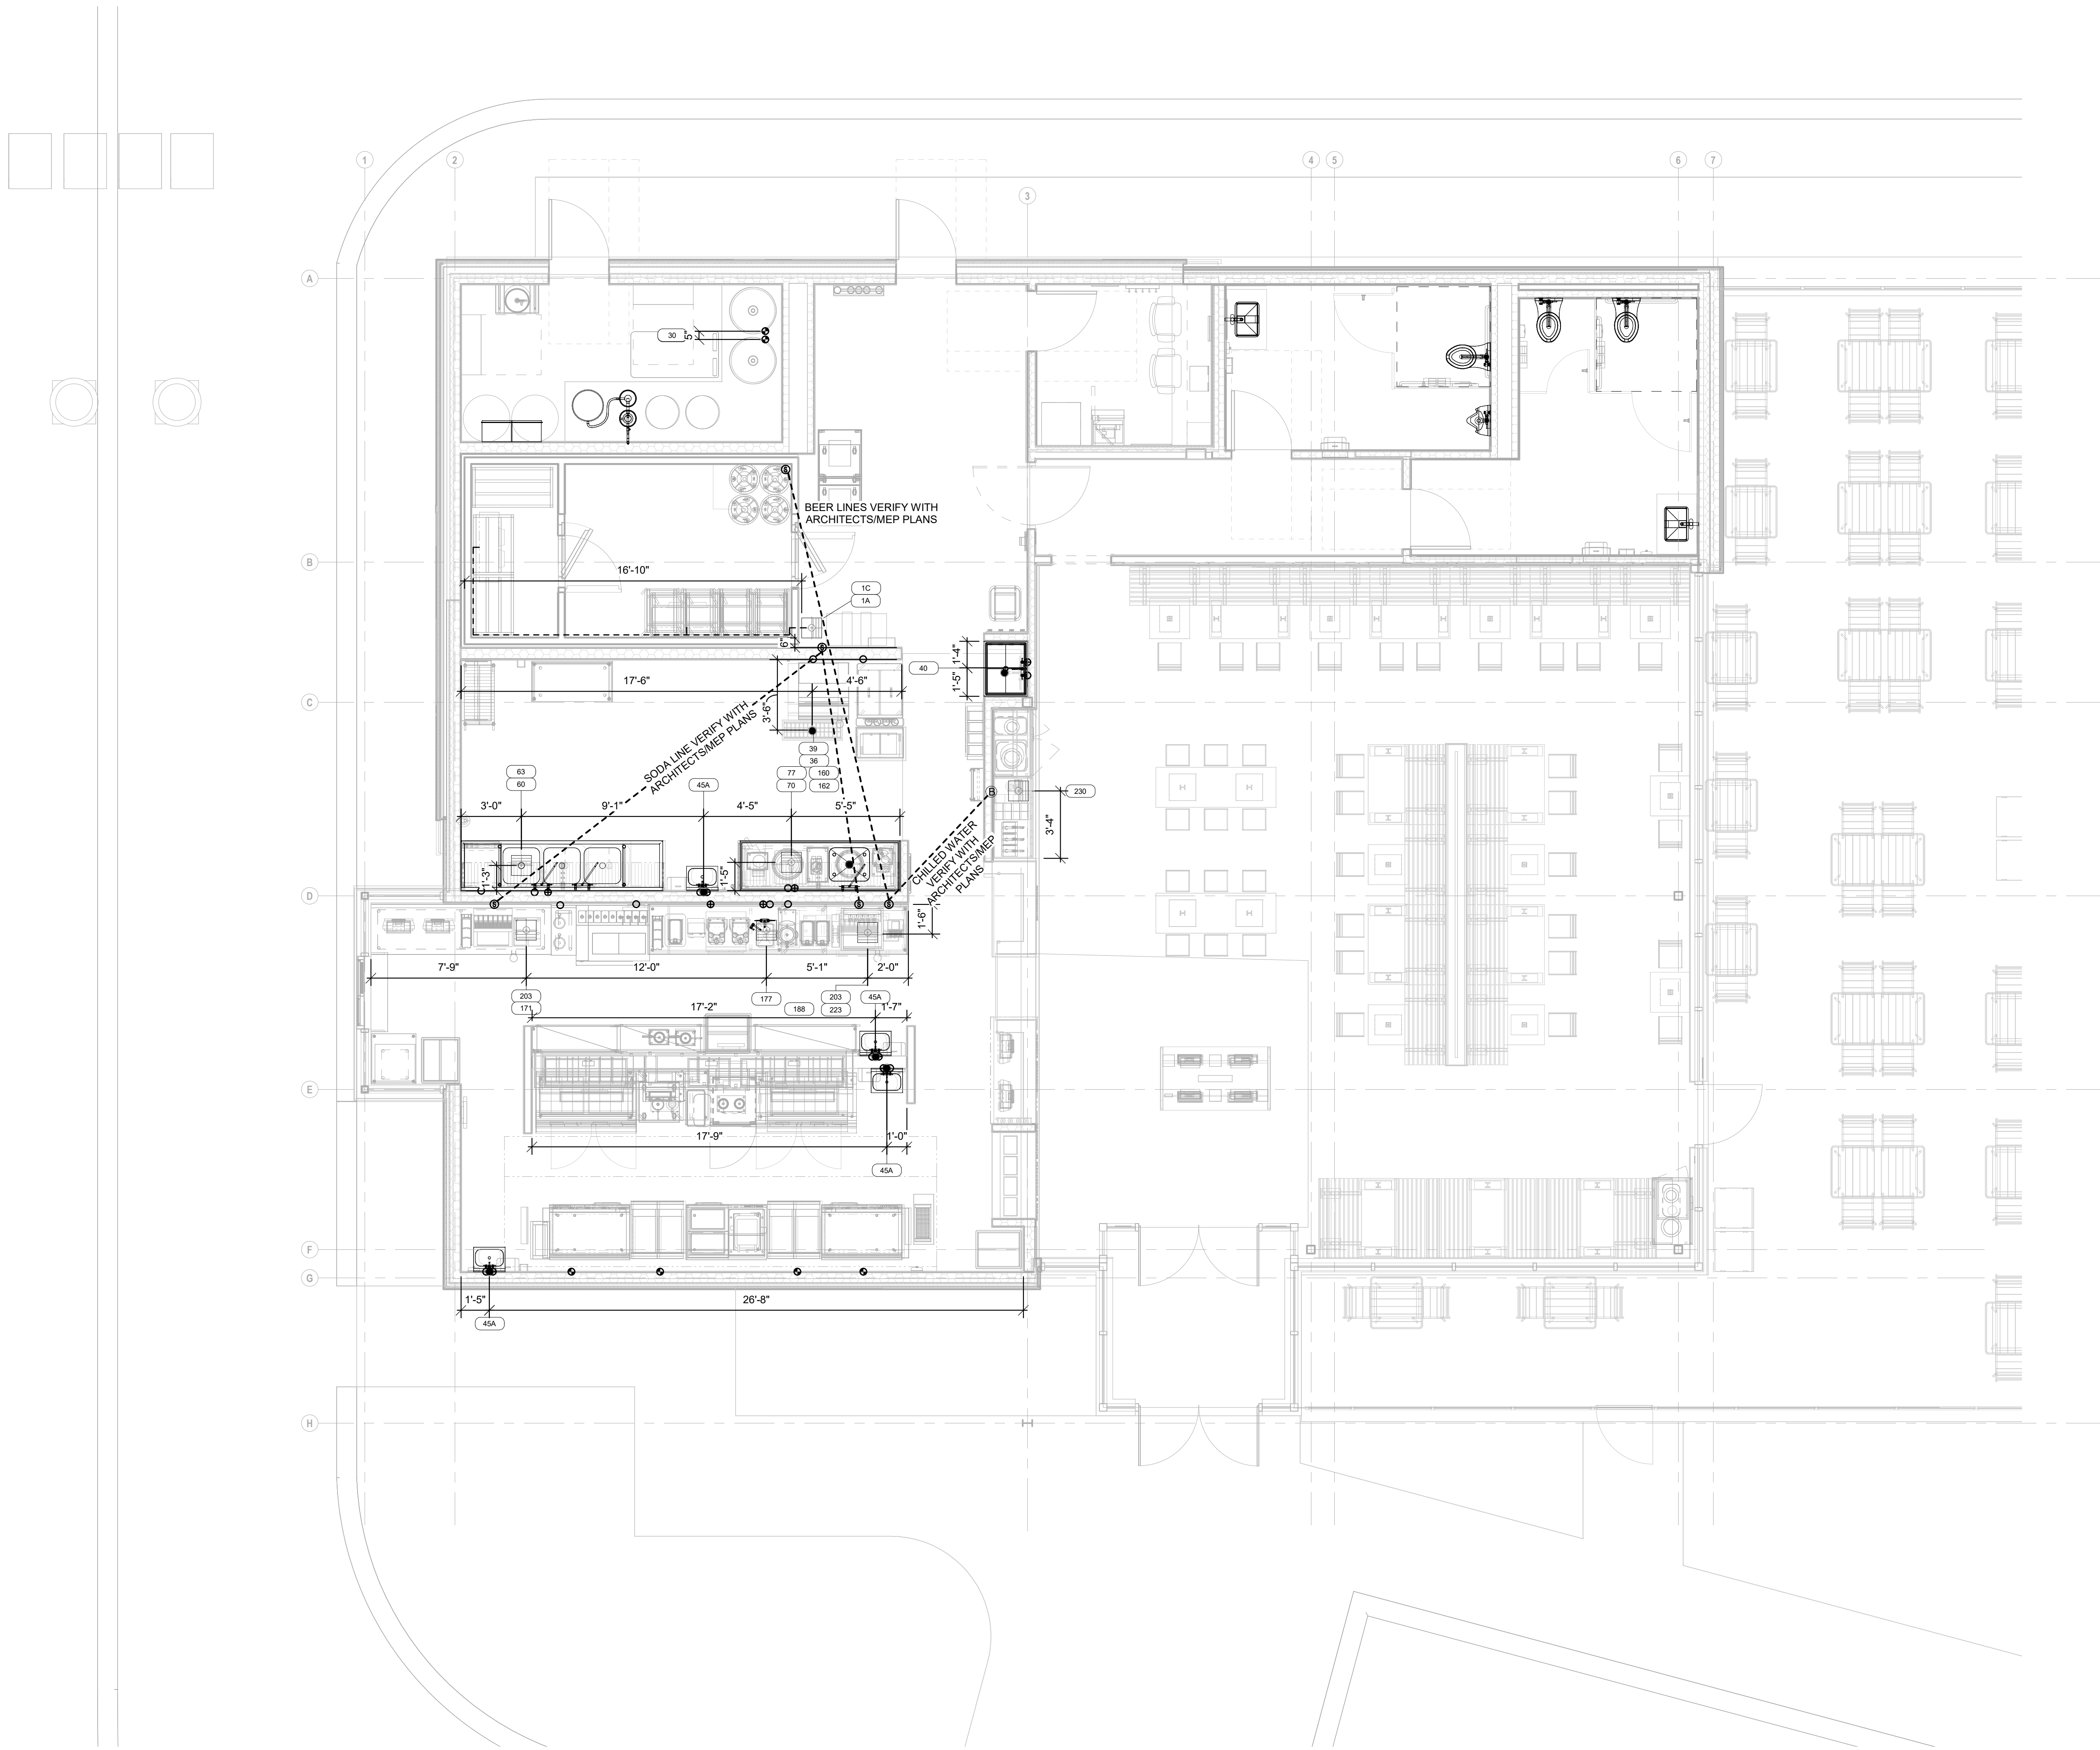 1
2
3
4
5
6
7
A
30
5"
BEER LINES VERIFY WITH
ARCHITECTS/MEP PLANS
B
16'-10"
1C
1A
6"
1'-4"
40
1'-5"
17'-6"
4'-6"
C
3'-6"
SODA LINE VERIFY WITH
ARCHITECTS/MEP PLANS
39
36
63
60
45A
77
70
160
162
B
230
3'-0"
9'-1"
4'-5"
5'-5"
3'-4"
CHILLED WATER
VERIFY WITH
ARCHITECTS/MEP
PLANS
1'-3"
1'-5"
D
S
S
S
S
S
1'-6"
7'-9"
12'-0"
5'-1"
2'-0"
203
171
177
188
203
223
45A
17'-2"
1'-7"
E
17'-9"
1'-0"
45A
F
G
1'-5"
26'-8"
45A
H